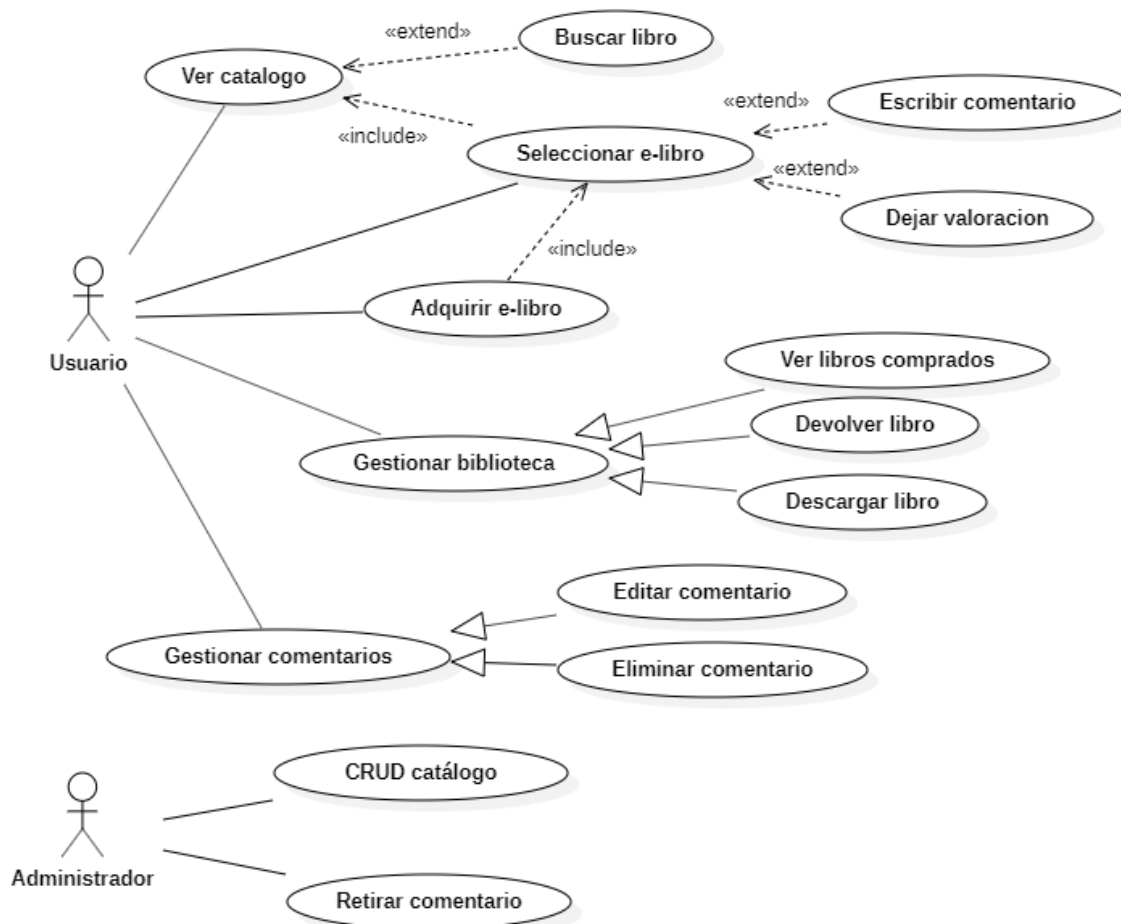 «extend»
Buscar libro
Ver catalogo
«extend»
Escribir comentario
«include»
Seleccionar e-libro
«extend»
Dejar valoracion
«include»
Adquirir e-libro
Usuario
Ver libros comprados
Devolver libro
Gestionar biblioteca
Descargar libro
Editar comentario
Gestionar comentarios
Eliminar comentario
CRUD catálogo
Administrador
Retirar comentario